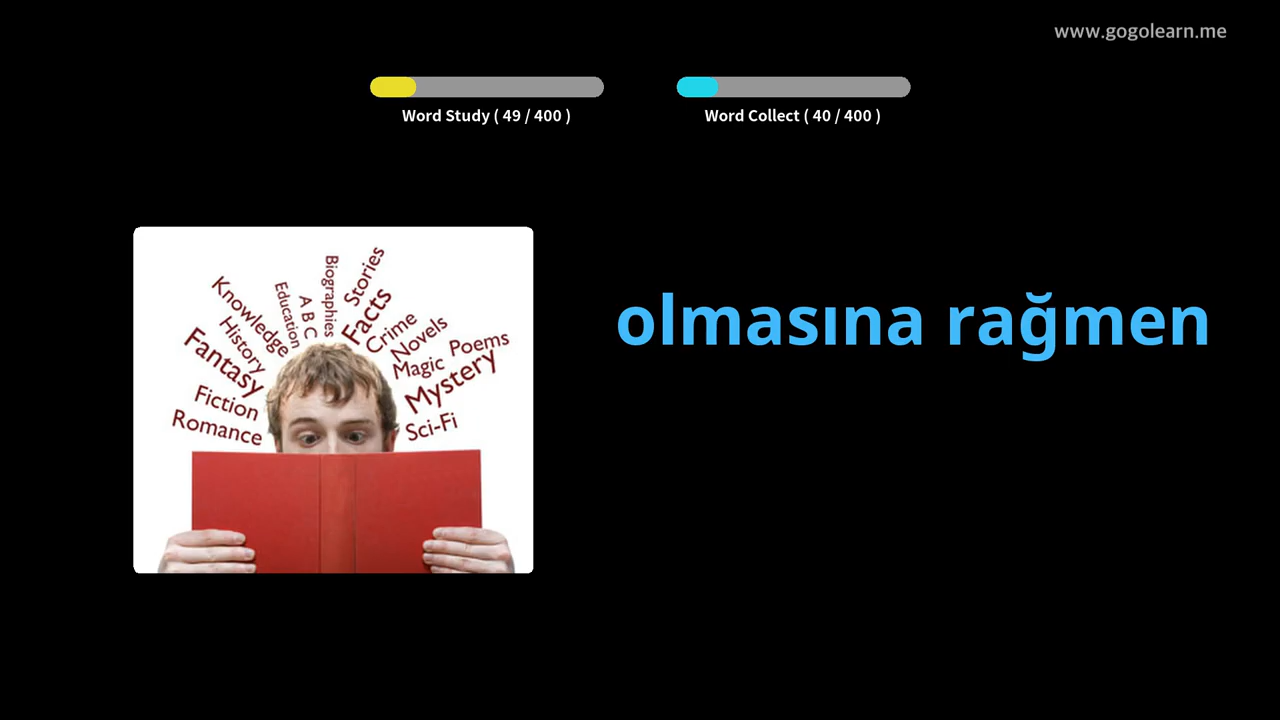 www.gogolearn.me
Word Study ( 49 / 400 )
Word Collect ( 40 / 400 )
olmasına rağmen
Biographies
Stories
Education
A B C
Facts
Knowledge
Crime
History
Novels
Fantasy
Magic
Poems
Mystery
Fiction
Romance
Sci-Fi